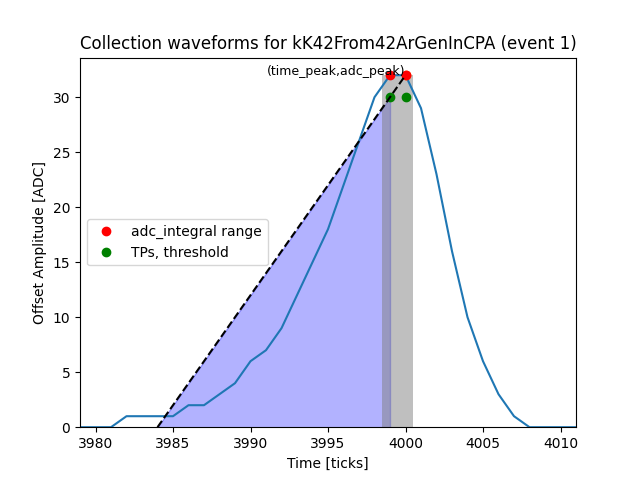 Collection waveforms for kK42From42ArGenInCPA (event 1)
(time_peak,adc_peak)
30
25
20
15
10
5
0
Offset Amplitude [ADC]
adc_integral range
TPs, threshold
3980 3985 3990 3995 4000 4005 4010
Time [ticks]